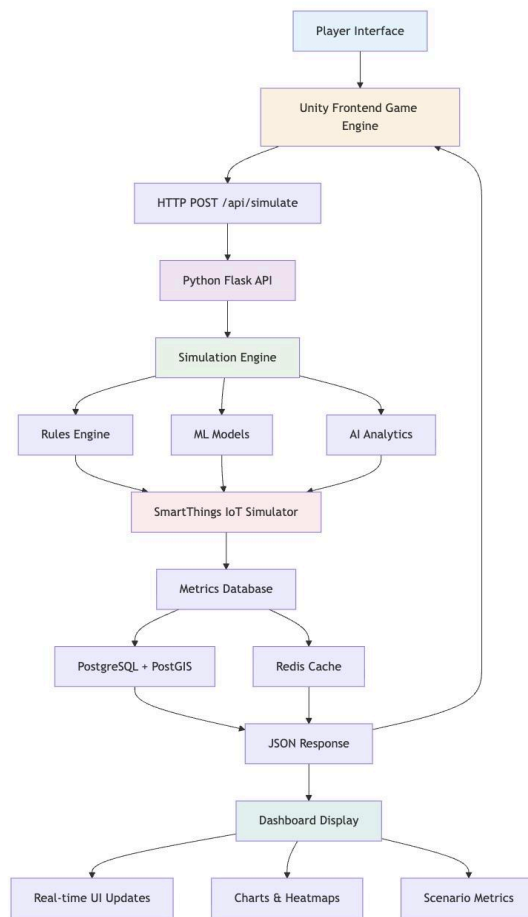 Player Interface
Unity Frontend Game
Engine
HTTP POST /api/simulate
Python Flask API
Simulation Engine
Rules Engine
ML Models
AI Analytics
SmartThings IoT Simulator
Metrics Database
PostgreSQL + PostGIS
Redis Cache
JSON Response
Dashboard Display
Real-time UI Updates
Charts & Heatmaps
Scenario Metrics